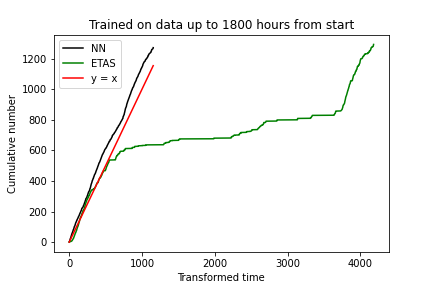 Trained on data up to 1800 hours from start
NN
ETAS
y = x
Cumulative number
1200
1000
800
600
400
200
0
0
1000
2000
3000
4000
Transformed time